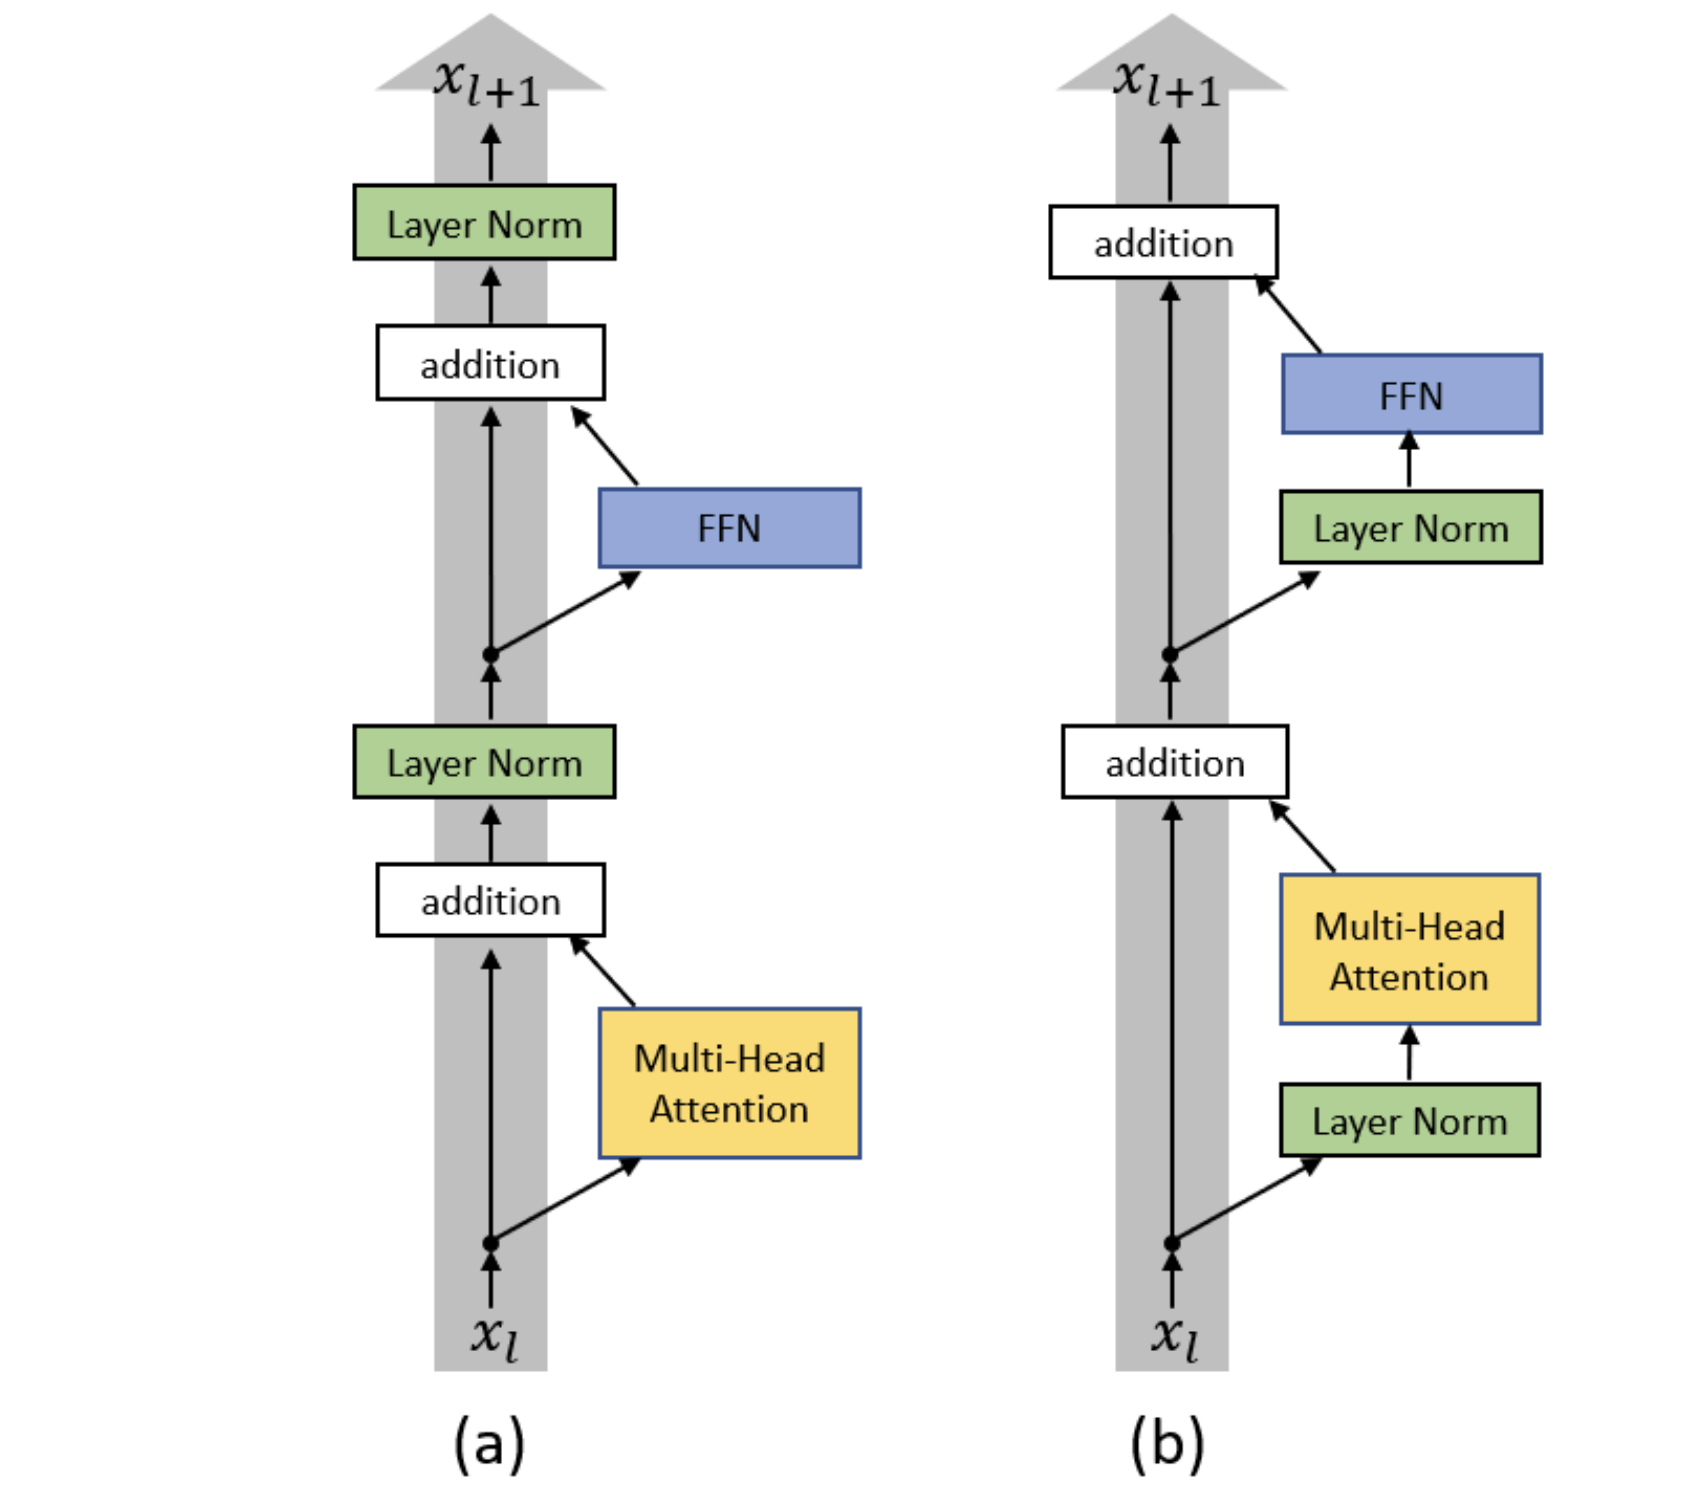 x_{l+1}
Layer Norm
addition
FFN
Layer Norm
addition
Multi-Head
Attention
x_l
(a)
x_{l+1}
addition
FFN
Layer Norm
addition
Multi-Head
Attention
Layer Norm
x_l
(b)